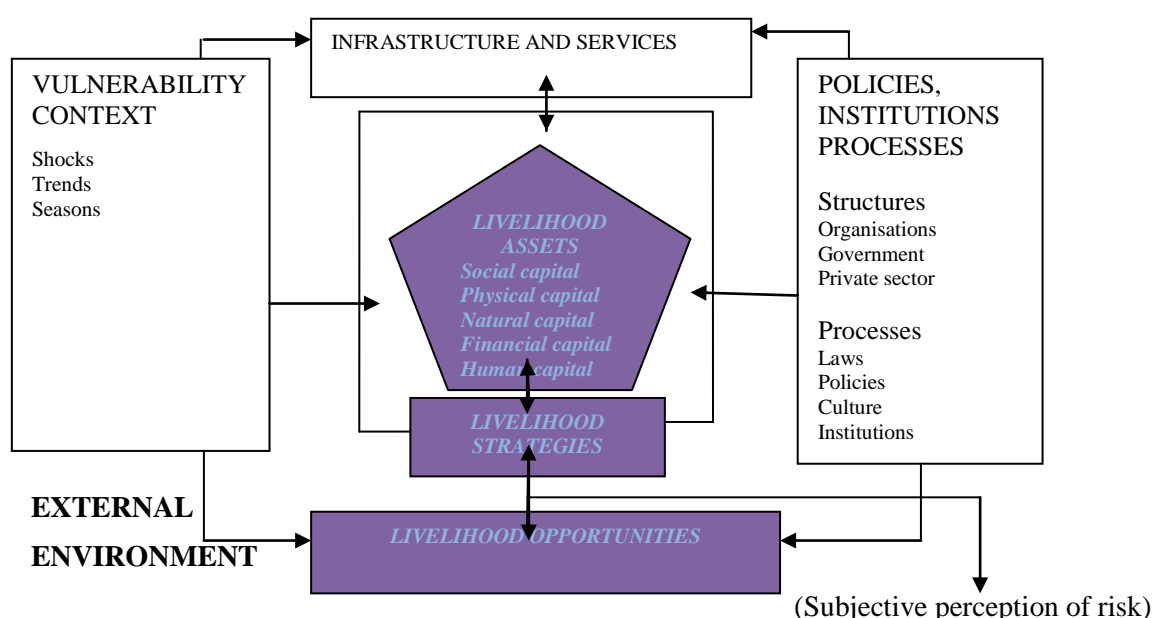 INFRASTRUCTURE AND SERVICES
VULNERABILITY
CONTEXT
Shocks
Trends
Seasons
LIVELIHOOD
ASSETS
Social capital
Physical capital
Natural capital
Financial capital
Human capital
LIVELIHOOD
STRATEGIES
LIVELIHOOD OPPORTUNITIES
POLICIES,
INSTITUTIONS
PROCESSES
Structures
Organisations
Government
Private sector
Processes
Laws
Policies
Culture
Institutions
EXTERNAL
ENVIRONMENT
(Subjective perception of risk)